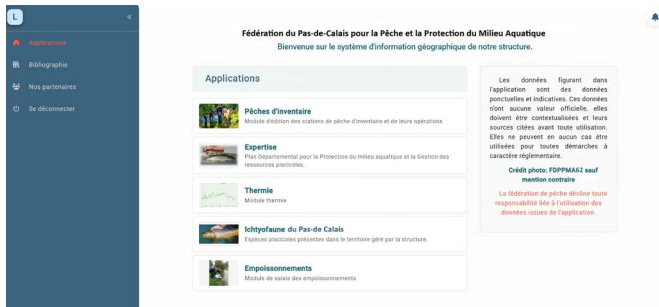 L
«
Applications
Bibliographie
Nos partenaires
Se déconnecter
Fédération du Pas-de-Calais pour la Pêche et la Protection du Milieu Aquatique
Bienvenue sur le système d'information géographique de notre structure.
Applications
Pêches d'inventaire
Module d'édition des stations de pêche d'inventaire et de leurs opérations
Expertise
Plan Départemental pour la Protection du milieu aquatique et la Gestion des
ressources piscicoles.
Thermie
Module thermie
Ichtyofaune du Pas-de Calais
Espèces piscicoles présentes dans le territoire géré par la structure.
Empoissonnements
Module de saisie des empoissonnements
Les données figurant dans
l'application sont des données
ponctuelles et indicatives. Ces données
n'ont aucune valeur officielle, elles
doivent être contextualisées et leurs
sources citées avant toute utilisation.
Elles ne peuvent en aucun cas être
utilisées pour toutes démarches à
caractère réglementaire.
Crédit photo: FDPPMA62 sauf
mention contraire
La fédération de pêche décline toute
responsabilité liée à l'utilisation des
données issues de l'application.